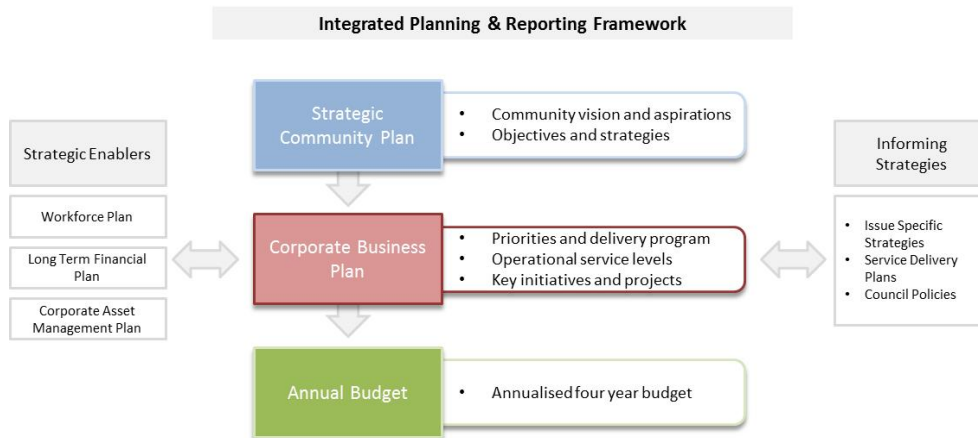 Integrated Planning & Reporting Framework
Strategic
Community Plan
• Community vision and aspirations
• Objectives and strategies
Strategic Enablers
Workforce Plan
Long Term Financial
Plan
Corporate Asset
Management Plan
Corporate Business
Plan
• Priorities and delivery program
• Operational service levels
• Key initiatives and projects
Informing
Strategies
• Issue Specific
Strategies
• Service Delivery
Plans
• Council Policies
Annual Budget
• Annualised four year budget